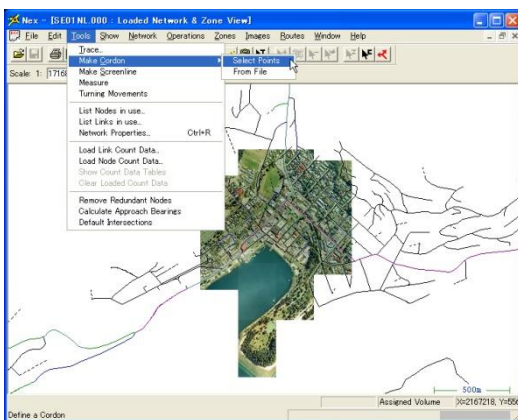 Nex - [SE01NL.000 : Loaded Network & Zone View]
File Edit Tools Show Network Operations Zones Images Routes Window Help
Scale: 1:
Trace...
Make Cordon
Make Screenline
Measure
Turning Movements
List Nodes in use...
List Links in use...
Network Properties... Ctrl+R
Load Link Count Data...
Load Node Count Data...
Show Count Data Tables
Clear Loaded Count Data
Remove Redundant Nodes
Calculate Approach Bearings
Default Intersections
Select Points
From File
500m
Define a Cordon
Assigned Volume
X=2167218, Y=556